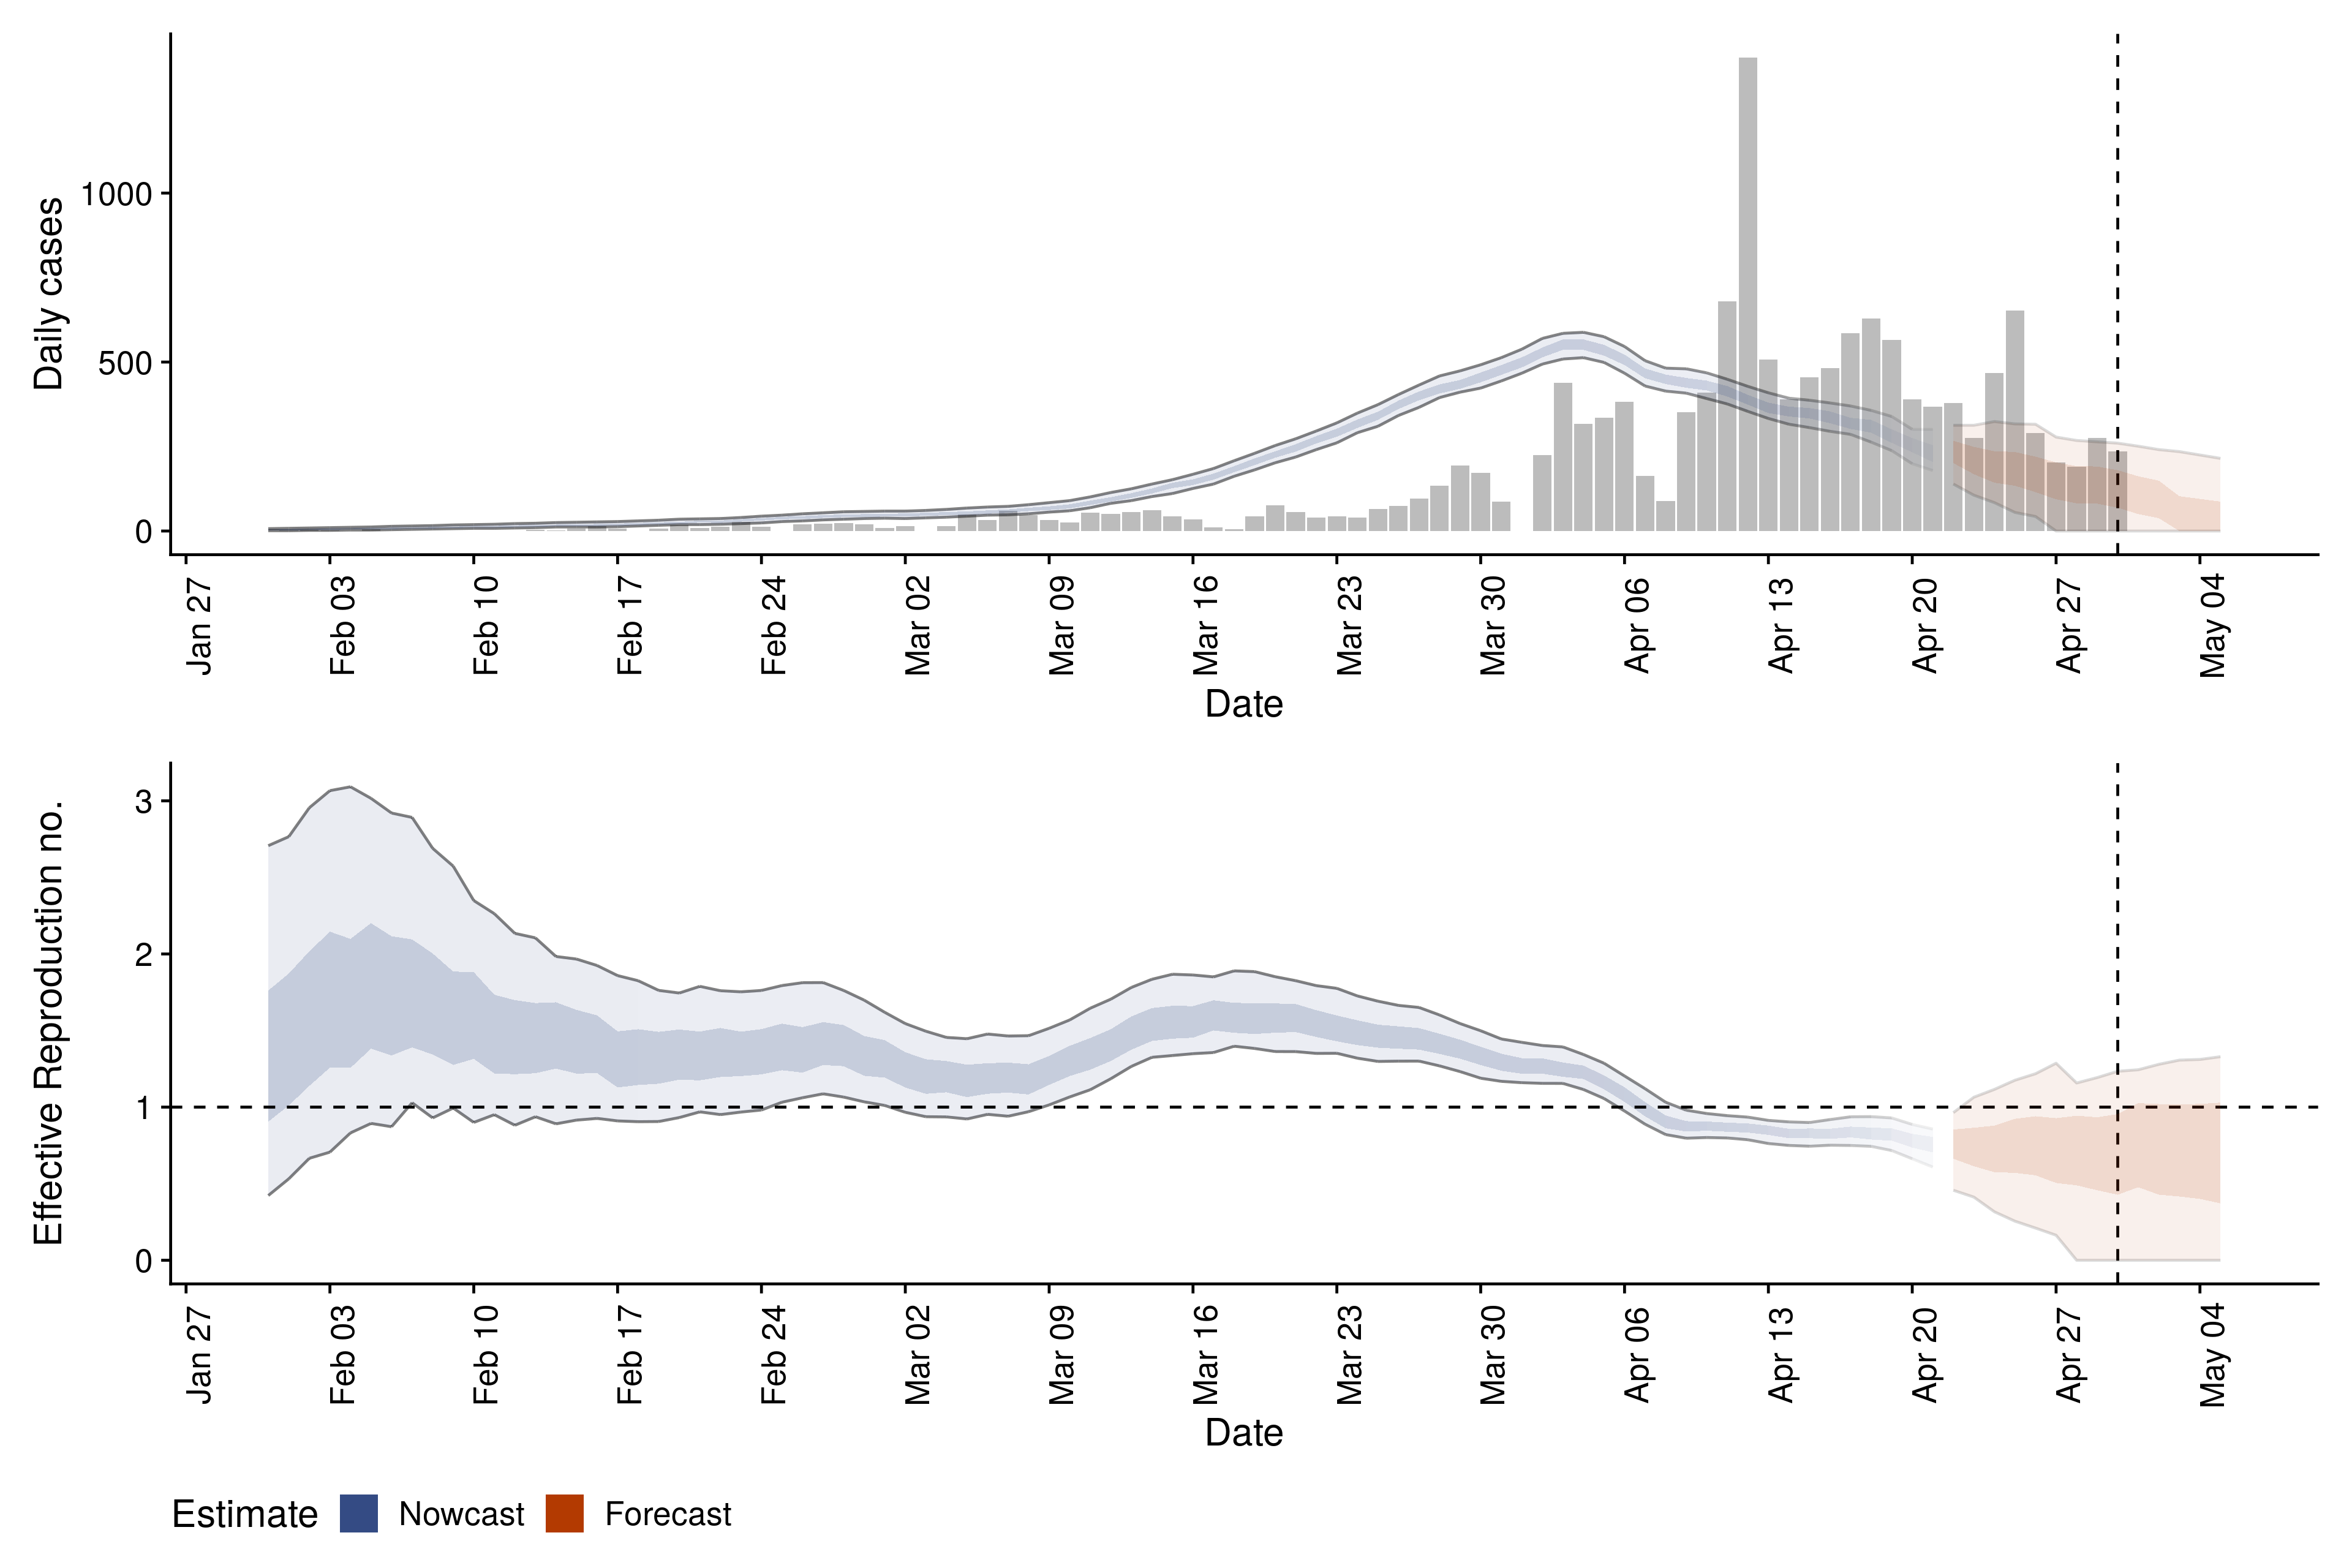 Daily cases
1000
500
0
Jan 27
Feb 03
Feb 10
Feb 17
Feb 24
Mar 02
Mar 09
Mar 16
Mar 23
Mar 30
Apr 06
Apr 13
Apr 20
Apr 27
May 04
Date
Effective Reproduction no.
3
2
1
0
Jan 27
Feb 03
Feb 10
Feb 17
Feb 24
Mar 02
Mar 09
Mar 16
Mar 23
Mar 30
Apr 06
Apr 13
Apr 20
Apr 27
May 04
Date
Estimate Nowcast Forecast